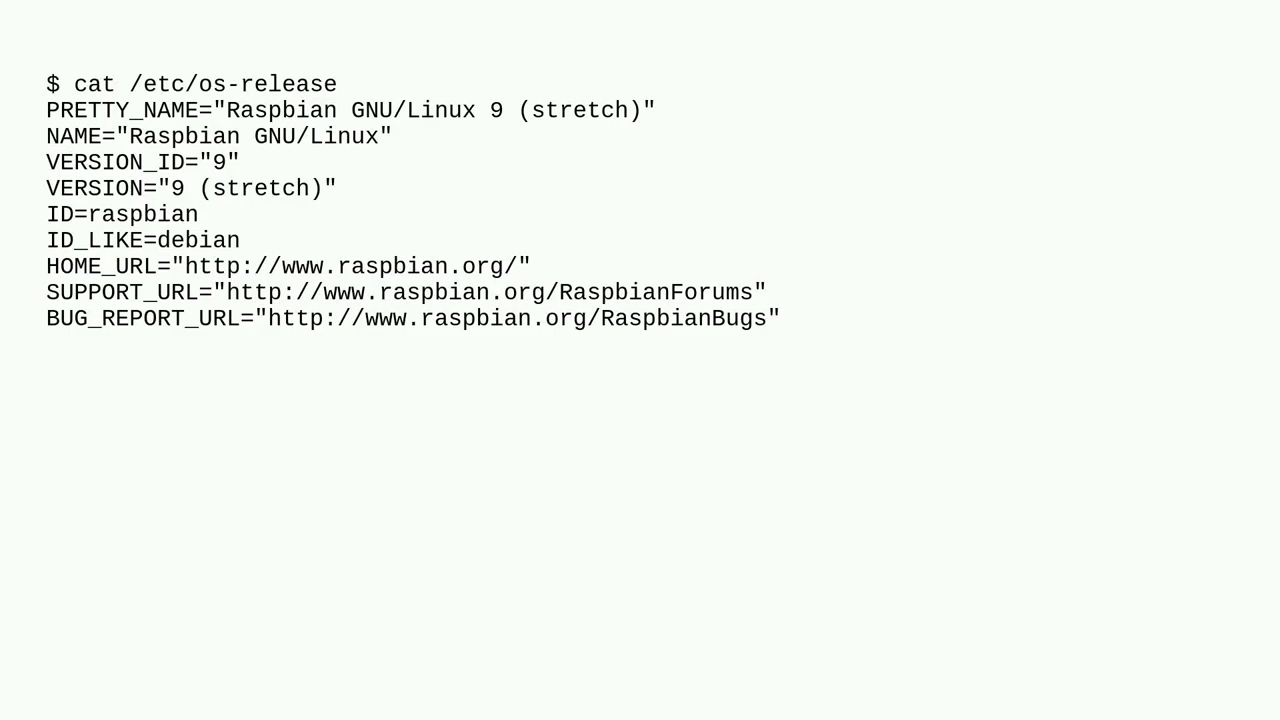 $ cat /etc/os-release
PRETTY_NAME="Raspbian GNU/Linux 9 (stretch)"
NAME="Raspbian GNU/Linux"
VERSION_ID="9"
VERSION="9 (stretch)"
ID=raspbian
ID_LIKE=debian
HOME_URL="http://www.raspbian.org/"
SUPPORT_URL="http://www.raspbian.org/RaspbianForums"
BUG_REPORT_URL="http://www.raspbian.org/RaspbianBugs"